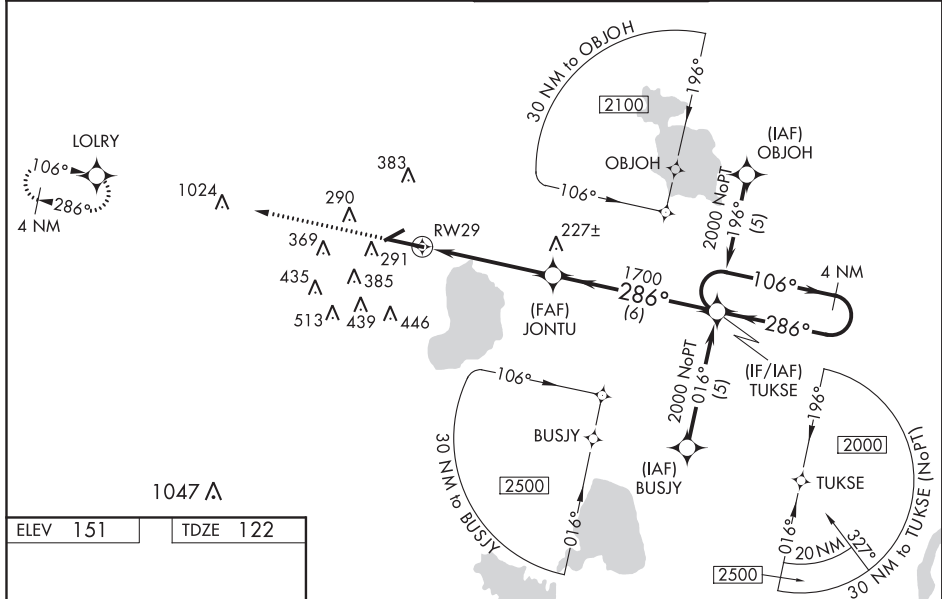 30 NM to OBJOH
196°
2100
OBJOH
106°
(IAF)
OBJOH
2000 NoPT
196°
(5)
LOLRY
106°
286°
4 NM
1024
383
290
369
291
435
385
513
439
446
RW29
227±
(FAF)
JONTU
1700
286°
(6)
106°
4 NM
286°
(IF/IAF)
TUKSE
2000 NoPT
016°
(5)
(IAF)
BUSJY
106°
BUSJY
2500
016°
30 NM to BUSJY
196°
2000
TUKSE
016°
20 NM
327°
2500
30 NM to TUKSE (NoPT)
1047
ELEV 151
TDZE 122